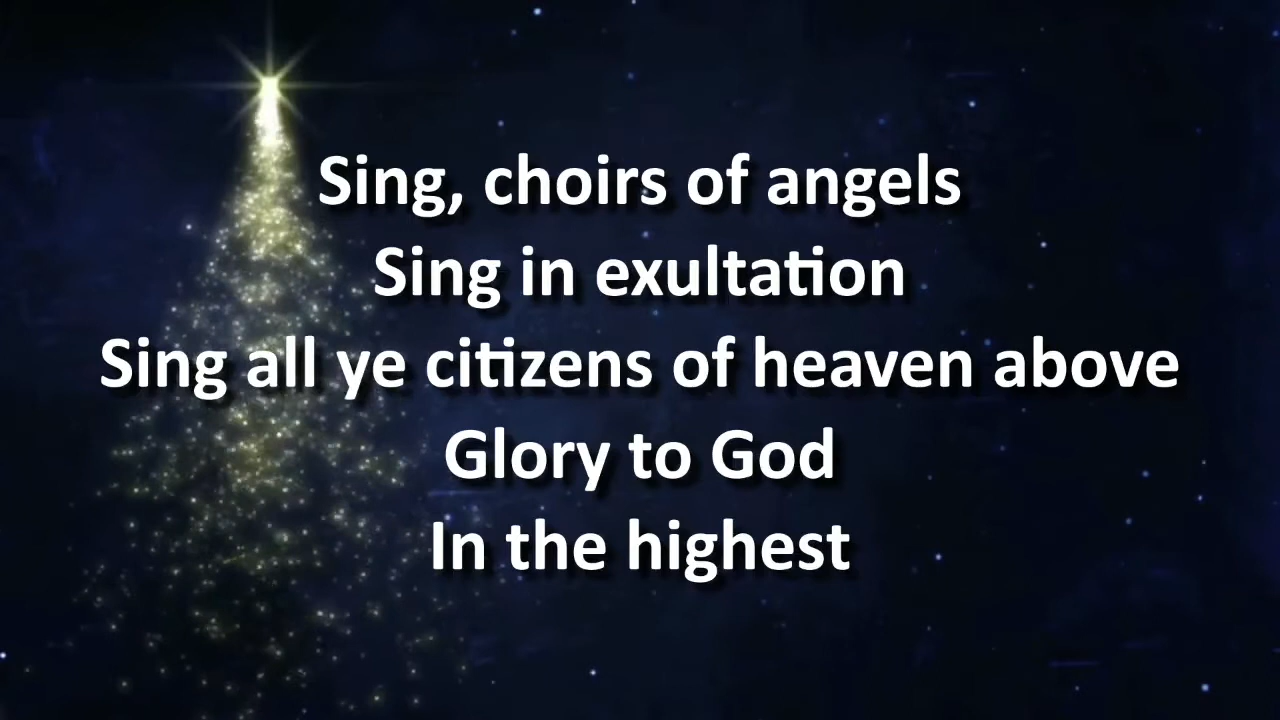 Sing, choirs of angels
Sing in exultation
Sing all ye citizens of heaven above
Glory to God
In the highest